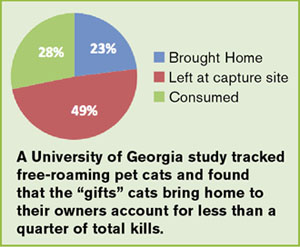 28%
23%
49%
Brought Home
Left at capture site
Consumed
A University of Georgia study tracked
free-roaming pet cats and found
that the “gifts” cats bring home to
their owners account for less than a
quarter of total kills.